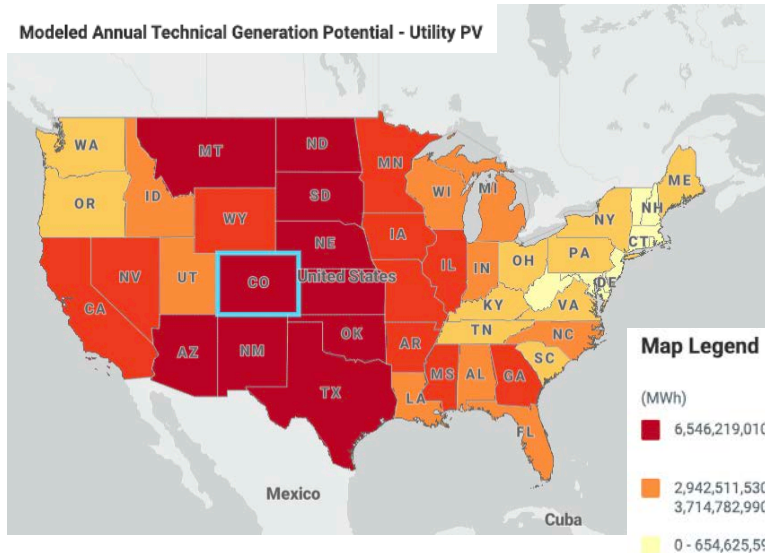 Modeled Annual Technical Generation Potential - Utility PV
WA
MT
ND
MN
ME
OR
ID
SD
WI
MI
NH
WY
NY
NE
IA
CT
NV
UT
CO
United States
IL
IN
OH
PA
DE
CA
KY
VA
AZ
NM
OK
AR
TN
NC
SC
MS
AL
GA
TX
LA
FL
Mexico
Cuba
Map Legend
(MWh)
6,546,219,010
2,942,511,530
3,714,782,990
0 - 654,625,59